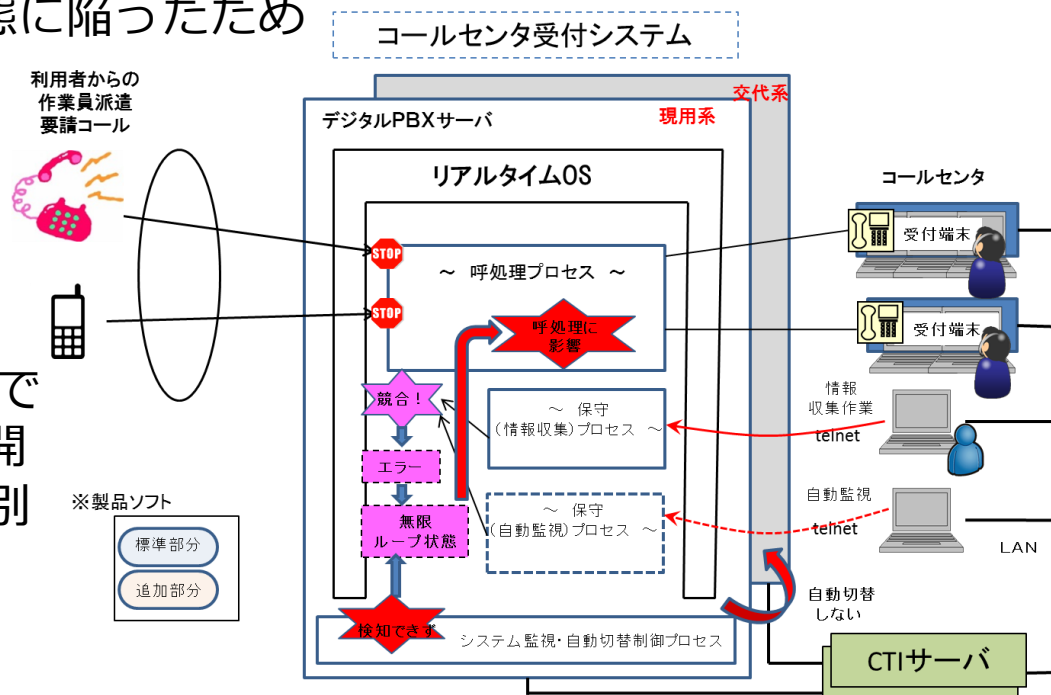 態に陥ったため
コールセンタ受付システム
利用者からの
作業員派遣
要請コール
交代系
現用系
デジタルPBXサーバ
リアルタイムOS
コールセンタ
受付端末
STOP
~ 呼処理プロセス ~
STOP
呼処理に
影響
受付端末
で
開
別
競合!
~ 保守
(情報収集)プロセス ~
情報
収集作業
telnet
エラー
無限
ループ状態
~ 保守
(自動監視)プロセス ~
自動監視
telnet
LAN
※製品ソフト
標準部分
追加部分
検知できず
システム監視・自動切替制御プロセス
自動切替
しない
CTIサーバ